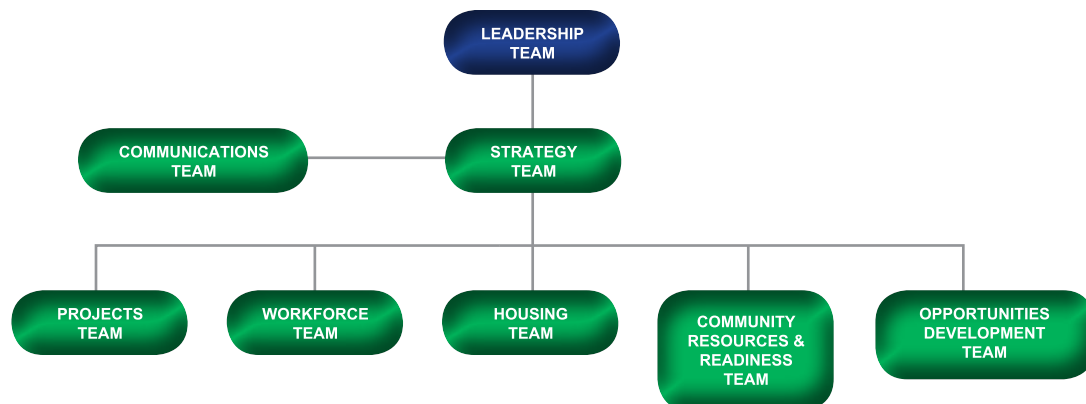 LEADERSHIP
TEAM
COMMUNICATIONS
TEAM
STRATEGY
TEAM
PROJECTS
TEAM
WORKFORCE
TEAM
HOUSING
TEAM
COMMUNITY
RESOURCES &
READINESS
TEAM
OPPORTUNITIES
DEVELOPMENT
TEAM